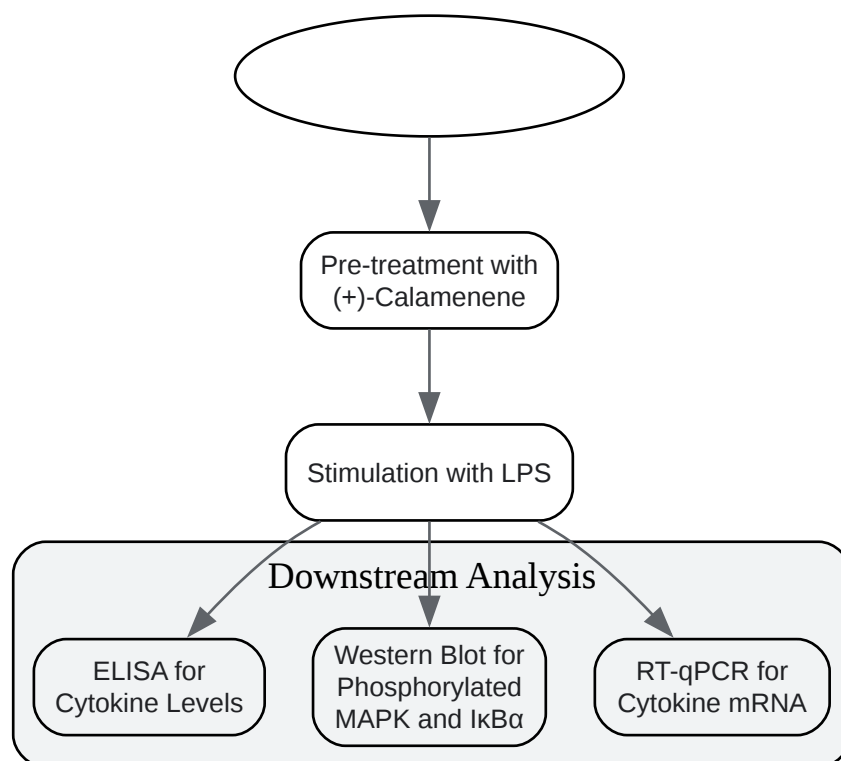 Pre-treatment with
(+)-Calamenene
Stimulation with LPS
Downstream Analysis
ELISA for
Cytokine Levels
Western Blot for
Phosphorylated
MAPK and IκBα
RT-qPCR for
Cytokine mRNA